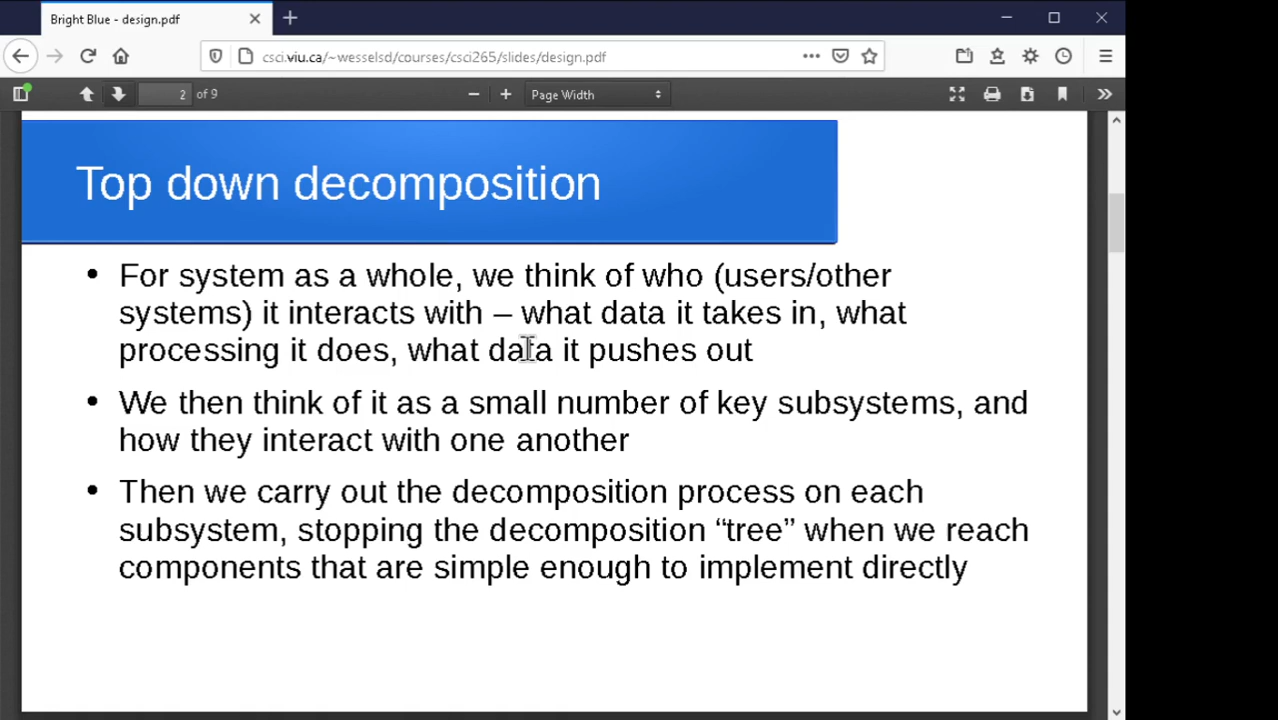 Bright Blue - design.pdf
csci.viu.ca/~wesselsd/courses/csci265/slides/design.pdf
2 of 9
Page Width
Top down decomposition
• For system as a whole, we think of who (users/other
systems) it interacts with – what data it takes in, what
processing it does, what data it pushes out
• We then think of it as a small number of key subsystems, and
how they interact with one another
• Then we carry out the decomposition process on each
subsystem, stopping the decomposition “tree” when we reach
components that are simple enough to implement directly